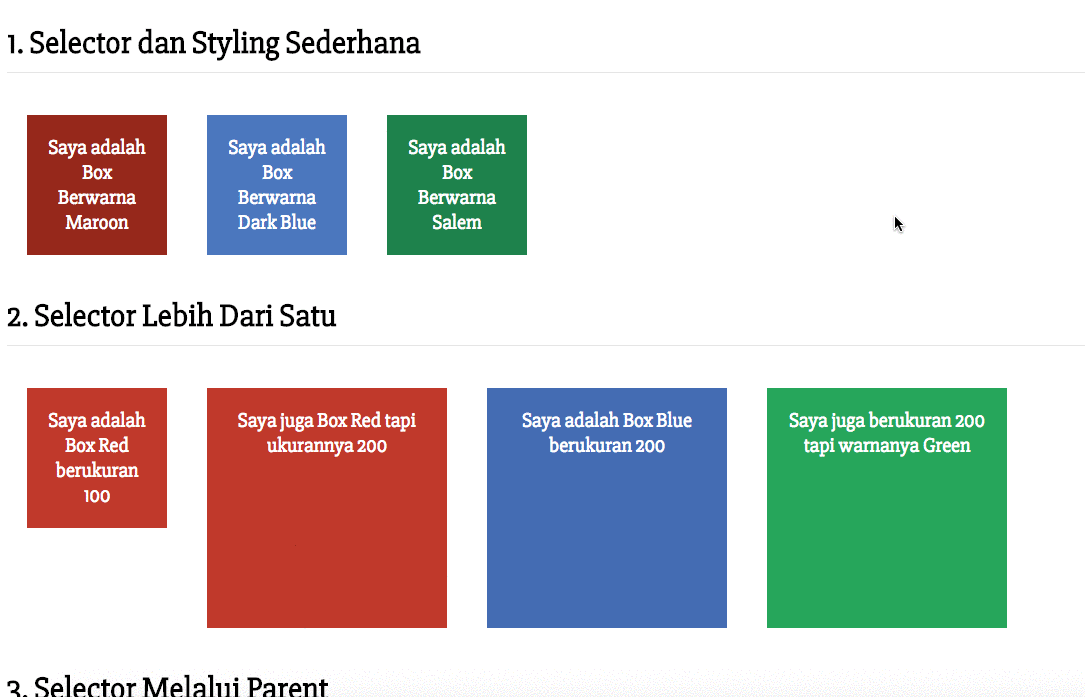 1. Selector dan Styling Sederhana
Saya adalah
Box
Berwarna
Maroon
Saya adalah
Box
Berwarna
Dark Blue
Saya adalah
Box
Berwarna
Salem
2. Selector Lebih Dari Satu
Saya adalah
Box Red
berukuran
100
Saya juga Box Red tapi
ukurannya 200
Saya adalah Box Blue
berukuran 200
Saya juga berukuran 200
tapi warnanya Green
3. Selector Melalui Parent